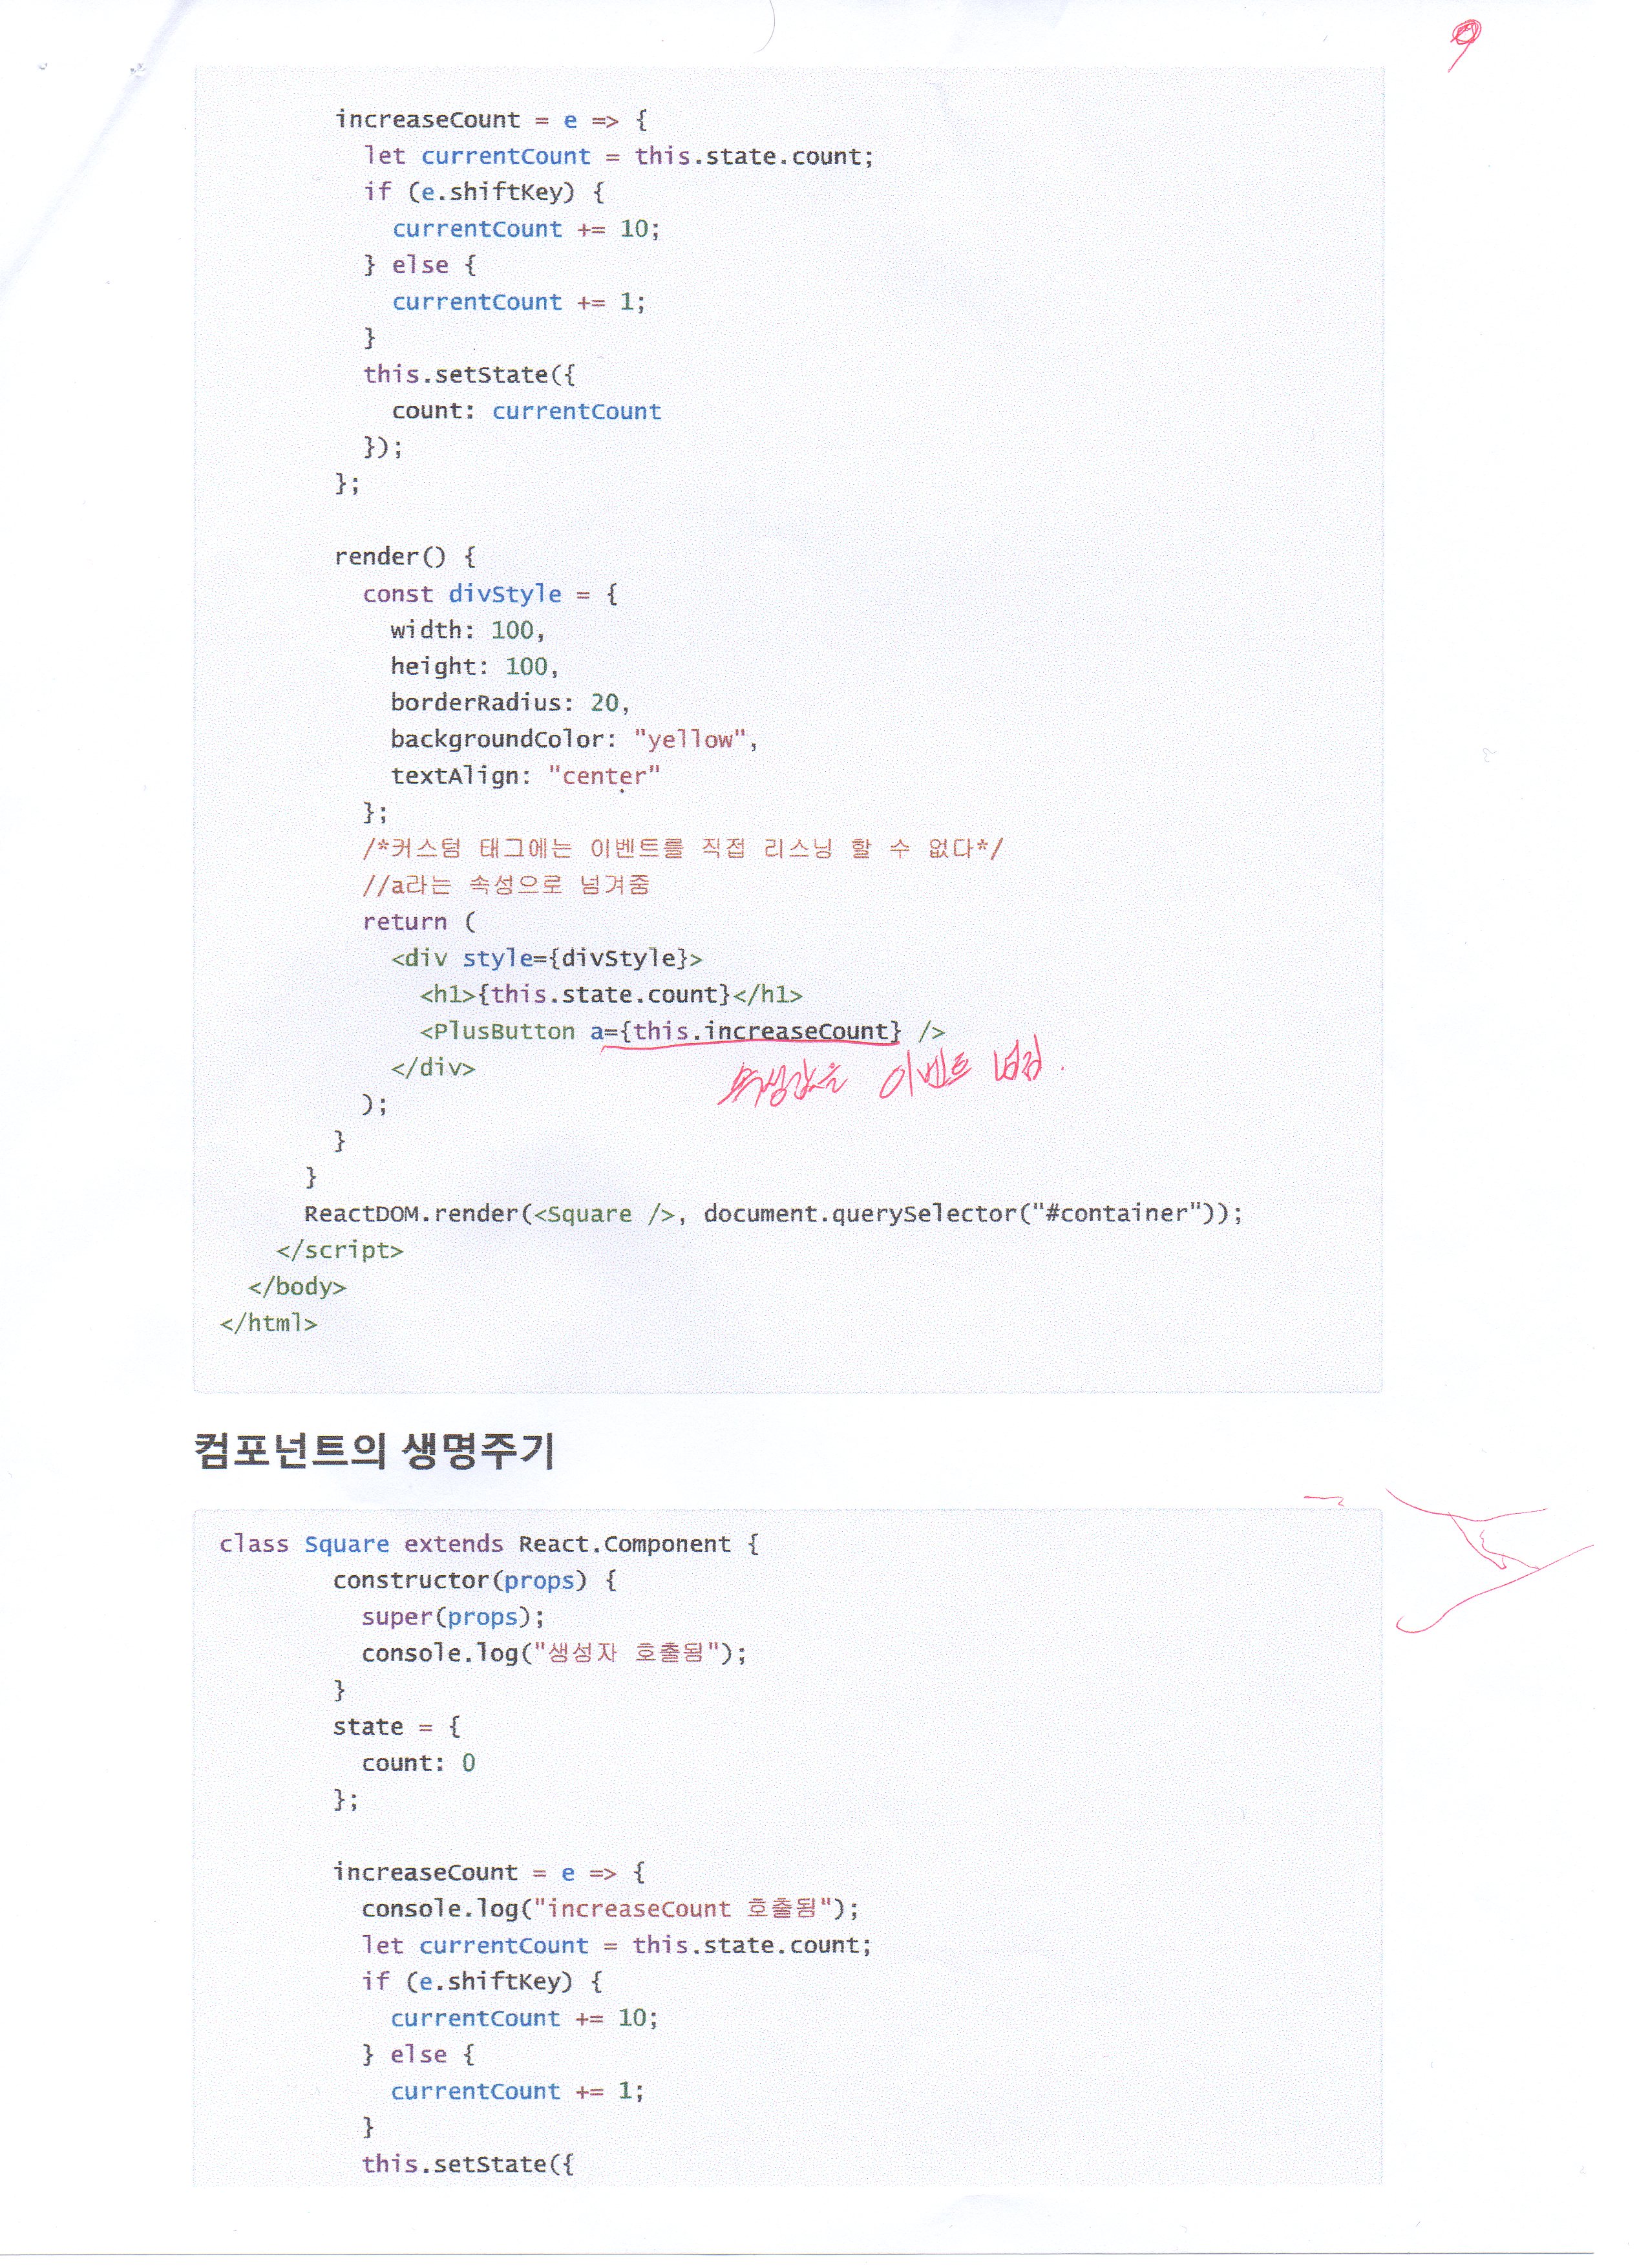 9
increaseCount = e => {
let currentCount = this.state.count;
if (e.shiftKey) {
currentCount += 10;
} else {
currentCount += 1;
}
this.setState({
count: currentCount
});
};
render() {
const divStyle = {
width: 100,
height: 100,
borderRadius: 20,
backgroundColor: "yellow",
textAlign: "center"
};
/*커스텀 태그에는 이벤트를 직접 리스닝 할 수 없다*/
//a라는 속성으로 넘겨줌
return (
<div style={divStyle}>
<h1>{this.state.count}</h1>
<PlusButton a={this.increaseCount} />
이벤트
</div>
);
}
}
ReactDOM.render(<Square />, document.querySelector("#container"));
</script>
</body>
</html>
컴포넌트의 생명주기
class Square extends React.Component {
constructor(props) {
super(props);
console.log("생성자 호출됨");
}
state = {
count: 0
};
increaseCount = e => {
console.log("increaseCount 호출됨");
let currentCount = this.state.count;
if (e.shiftKey) {
currentCount += 10;
} else {
currentCount += 1;
}
this.setState({